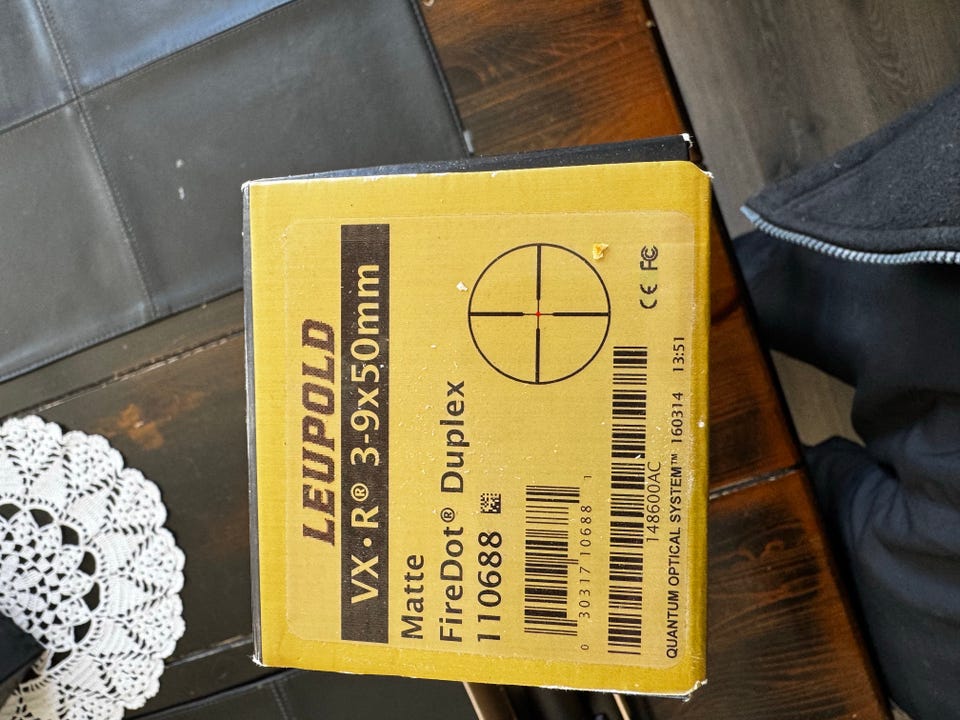 LEUPOLD
VX·R® 3-9x50mm
Matte
FireDot® Duplex
110688
0 30317 10688 1
148600AC
QUANTUM OPTICAL SYSTEM™ 160314 13:51
CE FC